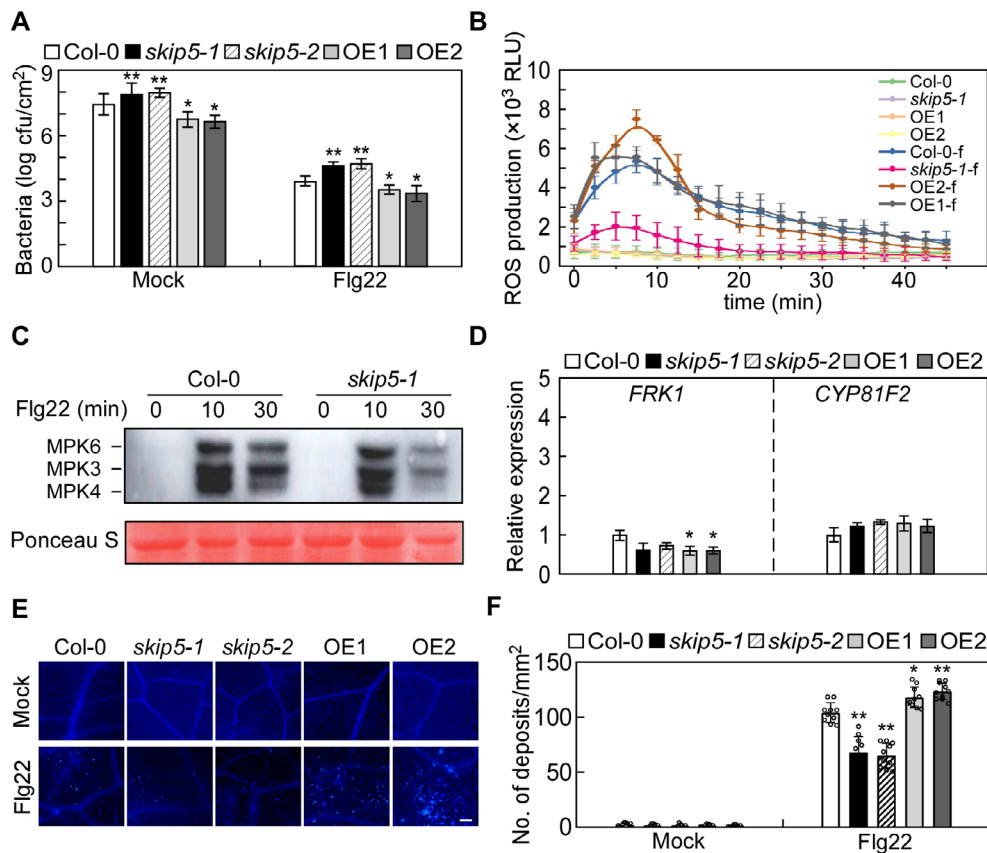 A
Col-0 skip5-1 skip5-2 OE1 OE2
Bacteria (log cfu/cm²)
9
6
3
0
** ** * *
** ** * *
Mock Flg22
B
ROS production (×10³ RLU)
10
8
6
4
2
0
Col-0
skip5-1
OE1
OE2
Col-0-f
skip5-1-f
OE2-f
OE1-f
0 10 20 30 40
time (min)
C
Col-0 skip5-1
Flg22 (min) 0 10 30 0 10 30
MPK6
MPK3
MPK4
Ponceau S
D
Col-0 skip5-1 skip5-2 OE1 OE2
Relative expression
5
4
3
2
1
0
FRK1 CYP81F2
* *
E
Col-0 skip5-1 skip5-2 OE1 OE2
Mock
Flg22
F
Col-0 skip5-1 skip5-2 OE1 OE2
No. of deposits/mm²
150
100
50
0
** ** * **
Mock Flg22